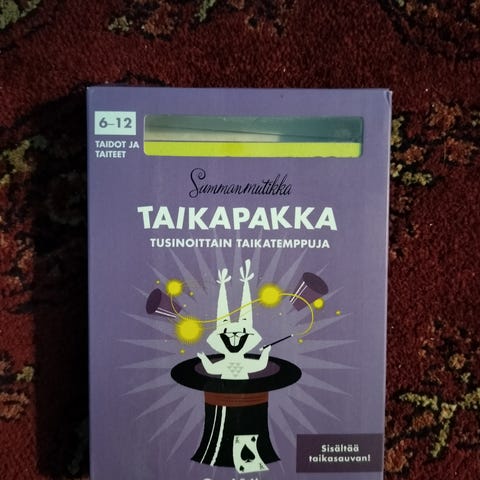 6–12
TAIDOT JA
TAITEET
Summanmutikka
TAIKAPAKKA
TUSINOITTAIN TAIKATEMPPUJA
A
Sisältää
taikasauvan!